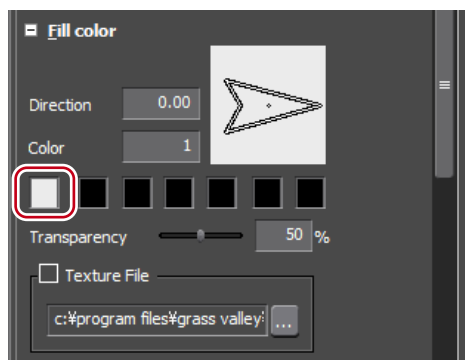 Fill color
Direction 0.00
Color 1
Transparency 50 %
Texture File
c:¥program files¥grass valley¥ ...